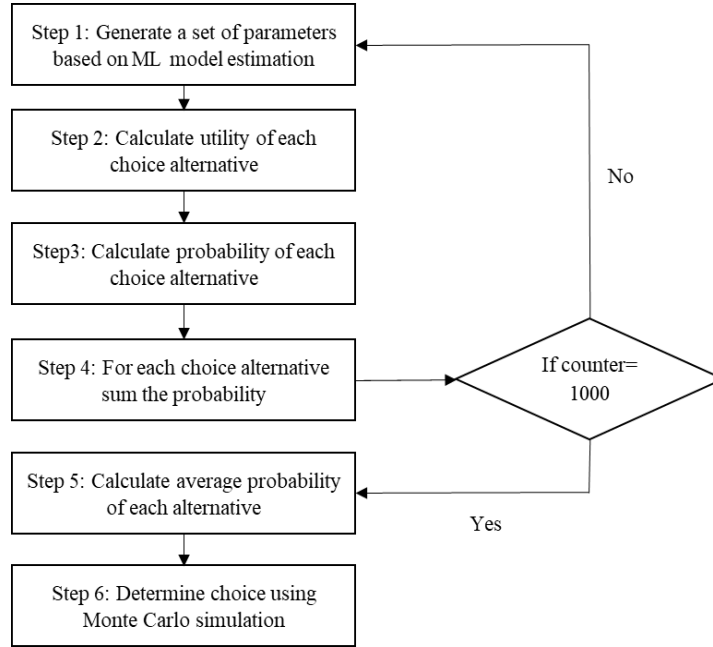 Step 1: Generate a set of parameters
based on ML model estimation
Step 2: Calculate utility of each
choice alternative
No
Step3: Calculate probability of each
choice alternative
Step 4: For each choice alternative
sum the probability
If counter=
1000
Step 5: Calculate average probability
of each alternative
Yes
Step 6: Determine choice using
Monte Carlo simulation